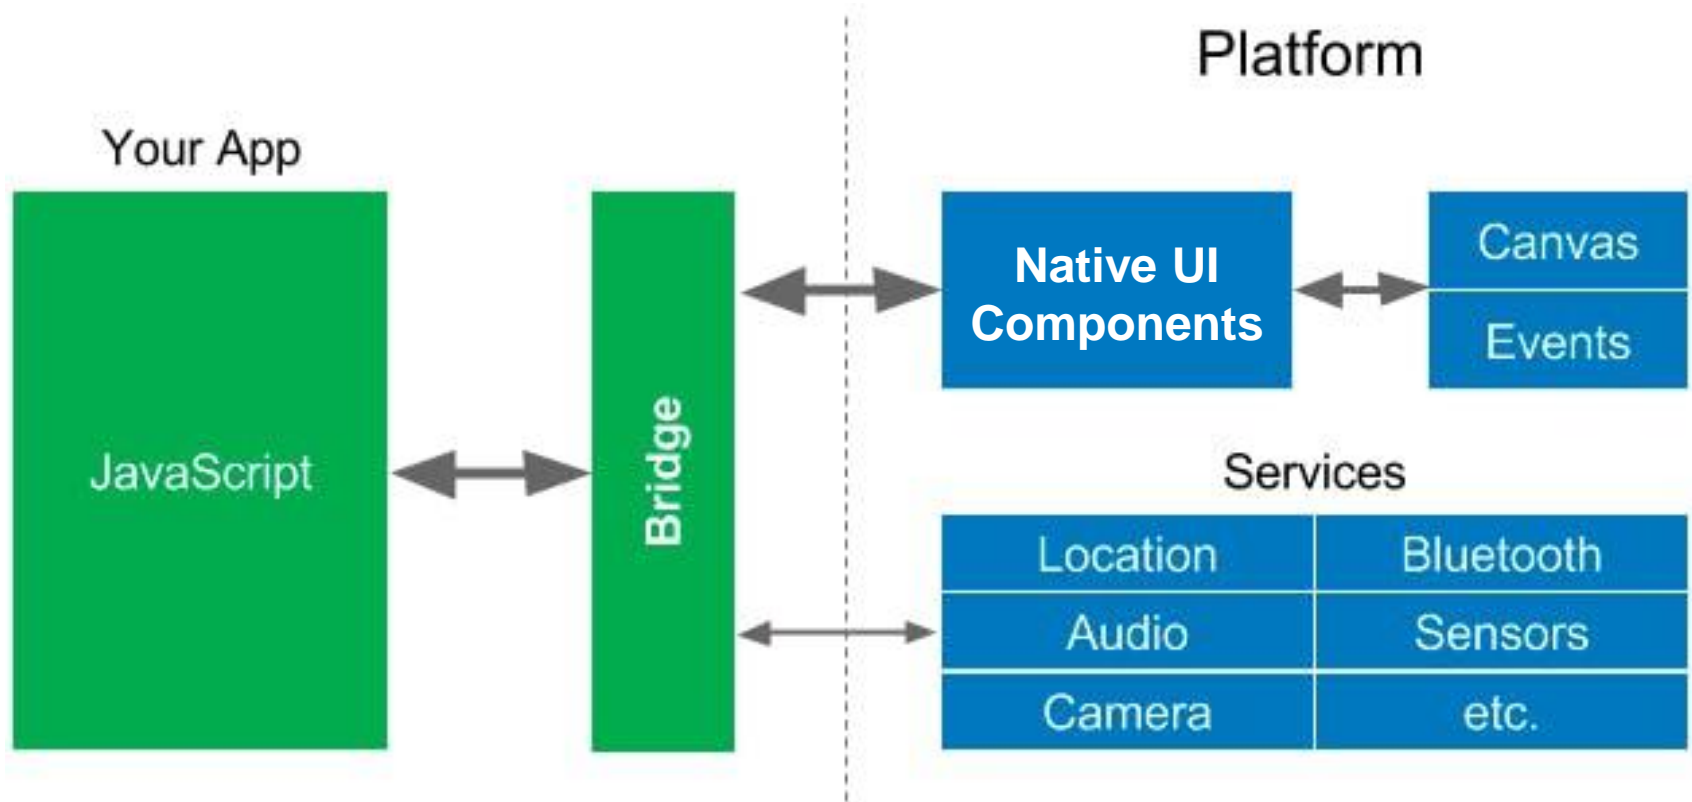 Platform
Your App
JavaScript
Bridge
Native UI
Components
Canvas
Events
Services
Location
Bluetooth
Audio
Sensors
Camera
etc.